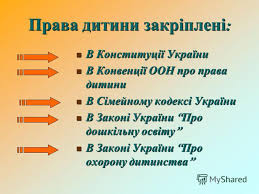 Права дитини закріплені:
В Конституції України
В Конвенції ООН про права
дитини
В Сімейному кодексі України
В Законі України “Про
дошкільну освіту”
В Законі України “Про
охорону дитинства”
MyShared